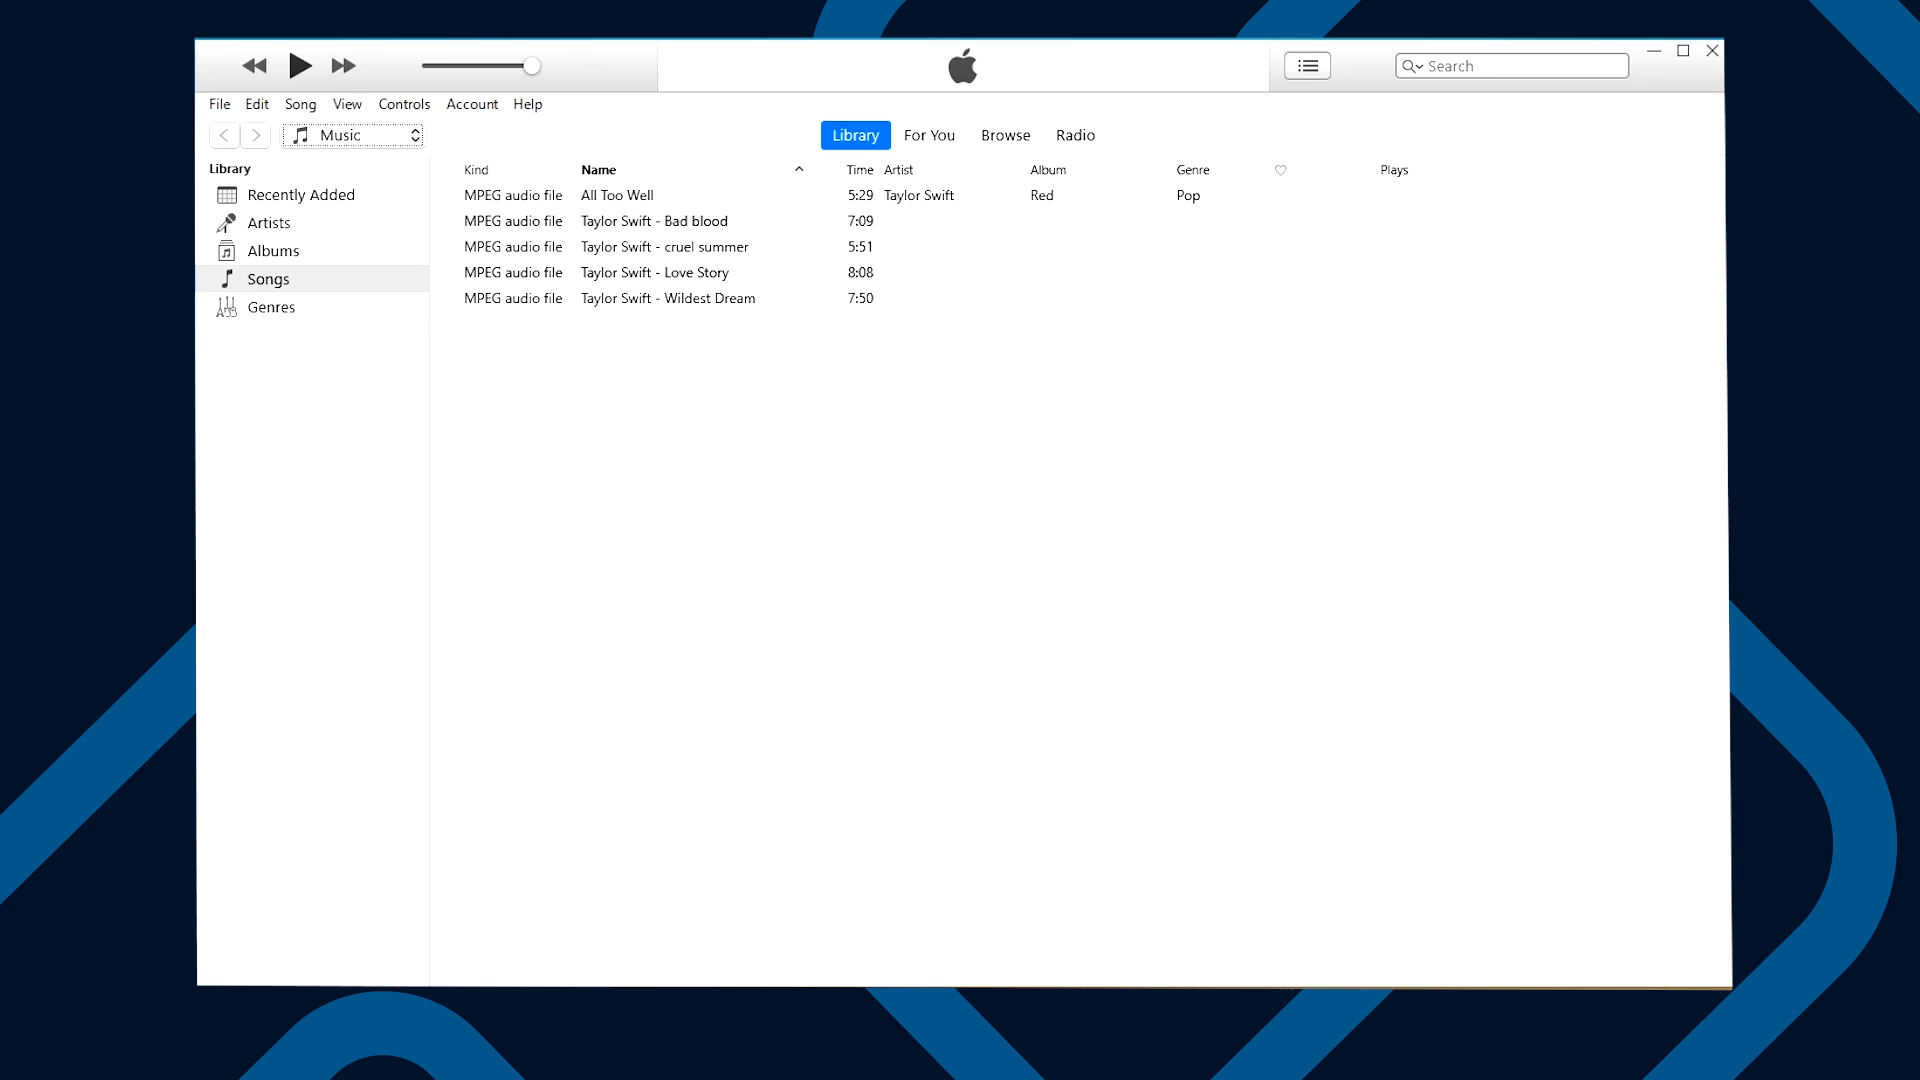 Search
File Edit Song View Controls Account Help
Music Library For You Browse Radio
Library
Recently Added
Artists
Albums
Songs
Genres
Kind Name Time Artist Album Genre Plays
MPEG audio file All Too Well 5:29 Taylor Swift Red Pop
MPEG audio file Taylor Swift - Bad blood 7:09
MPEG audio file Taylor Swift - cruel summer 5:51
MPEG audio file Taylor Swift - Love Story 8:08
MPEG audio file Taylor Swift - Wildest Dream 7:50